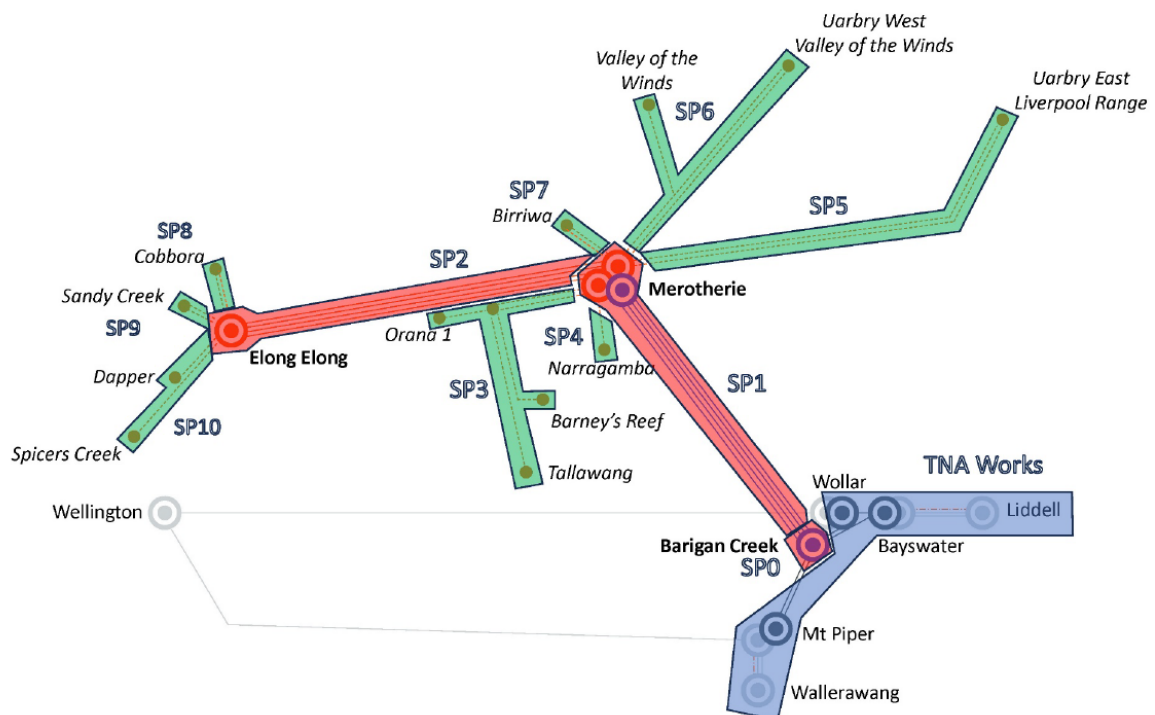 Uarbry West
Valley of the Winds
Valley of the
Winds
SP6
Uarbry East
Liverpool Range
SP7
Birriwa
SP5
SP8
Cobbora
SP2
Merotherie
Sandy Creek
SP9
Orana 1
SP4
Elong Elong
Narragamba
Dapper
SP3
SP1
Barney's Reef
SP10
Spicers Creek
Tallawang
TNA Works
Wollar
Wellington
Liddell
Barigan Creek
Bayswater
SP0
Mt Piper
Wallerawang